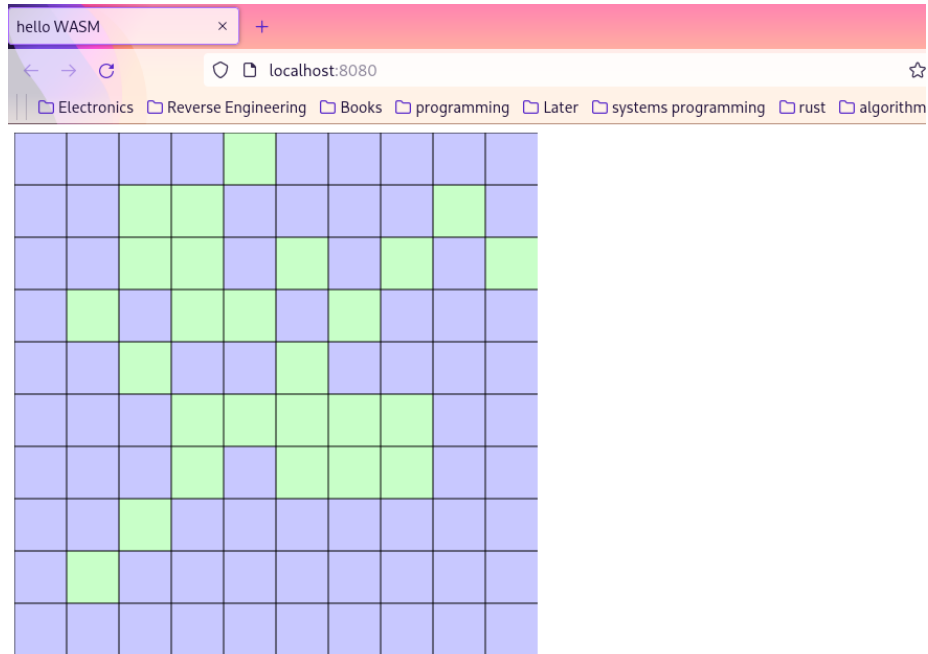 hello WASM
localhost:8080
Electronics Reverse Engineering Books programming Later systems programming rust algorithm